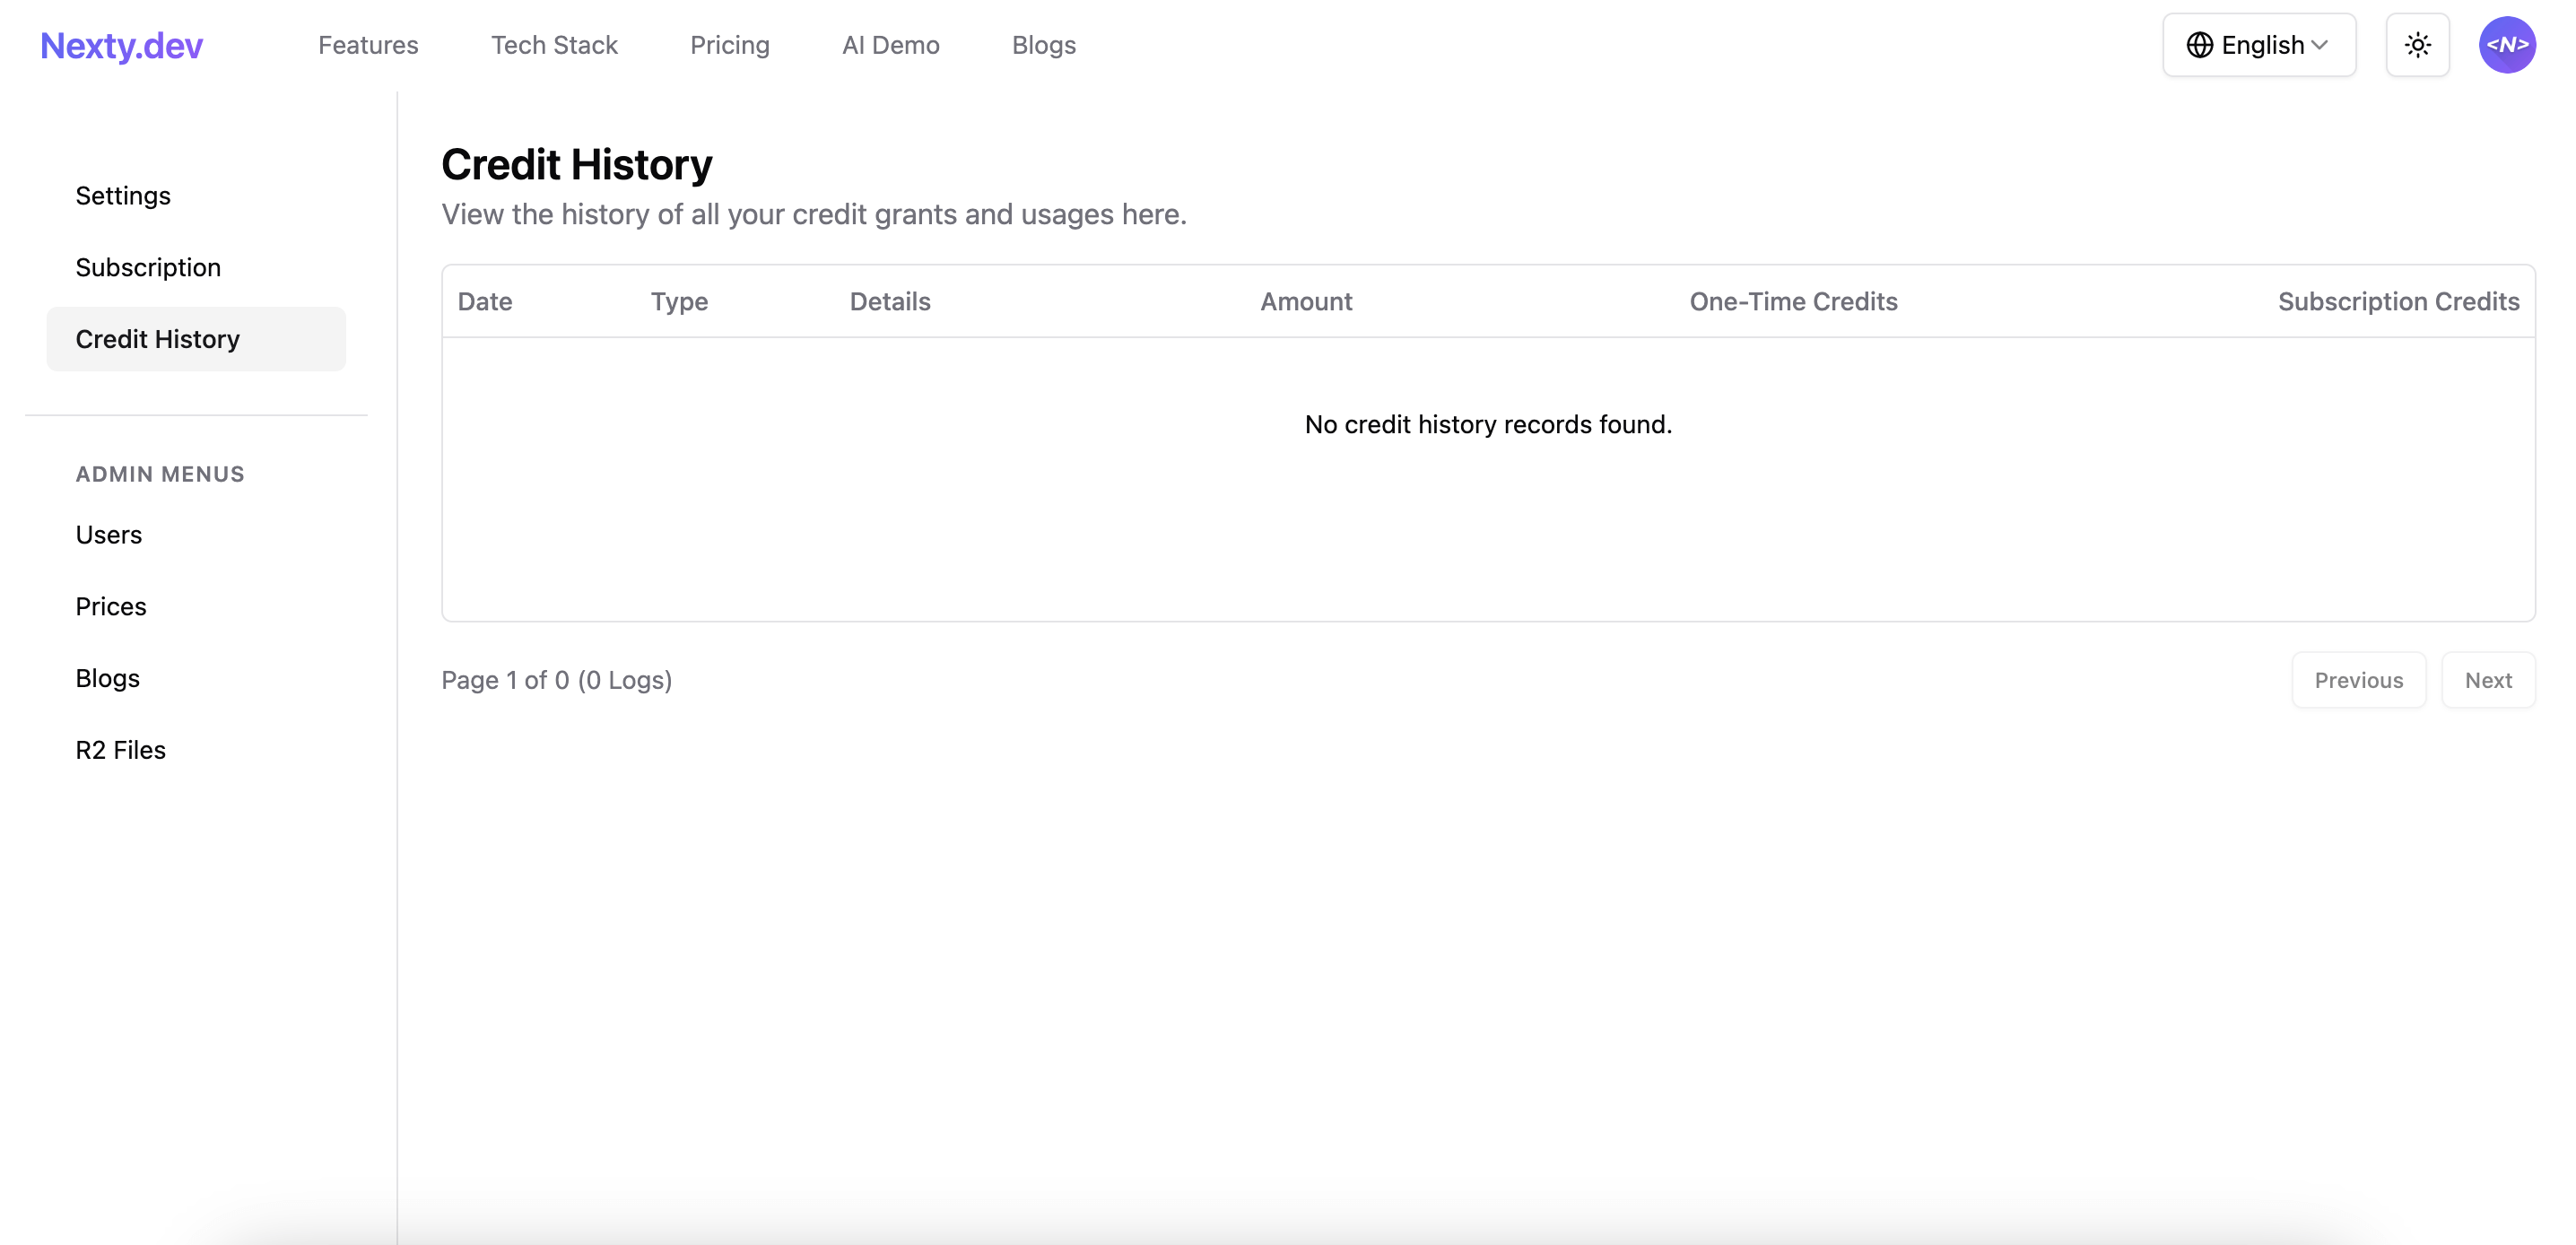 Nexty.dev Features Tech Stack Pricing AI Demo Blogs English <N>
Settings
Subscription
Credit History
ADMIN MENUS
Users
Prices
Blogs
R2 Files
Credit History
View the history of all your credit grants and usages here.
Date Type Details Amount One-Time Credits Subscription Credits
No credit history records found.
Page 1 of 0 (0 Logs) Previous Next